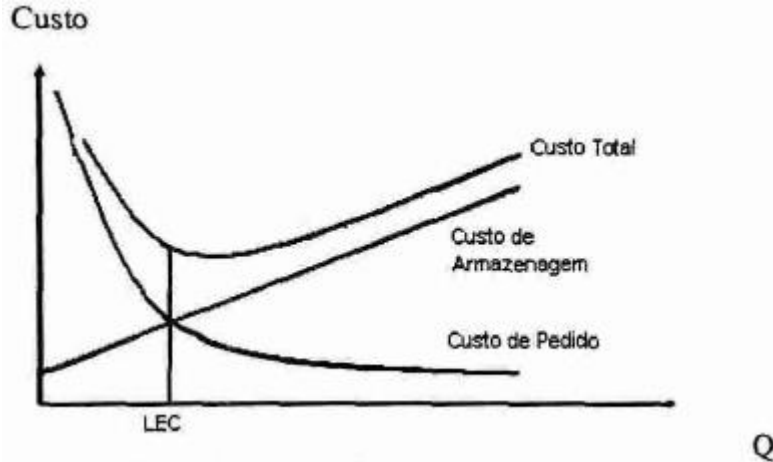 Custo
Custo Total
Custo de
Armazenagem
Custo de Pedido
LEC
Q